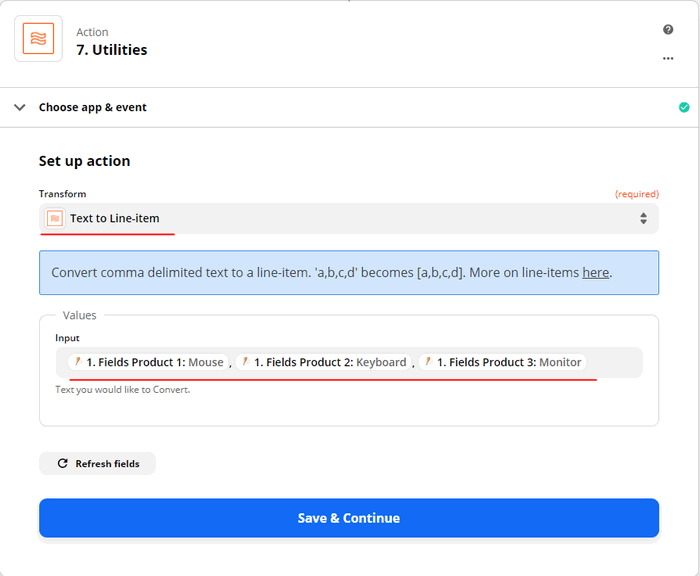 Action
7. Utilities
Choose app & event
Set up action
Transform (required)
Text to Line-item
Convert comma delimited text to a line-item. 'a,b,c,d' becomes [a,b,c,d]. More on line-items here.
Values
Input
1. Fields Product 1: Mouse , 1. Fields Product 2: Keyboard , 1. Fields Product 3: Monitor
Text you would like to Convert.
Refresh fields
Save & Continue